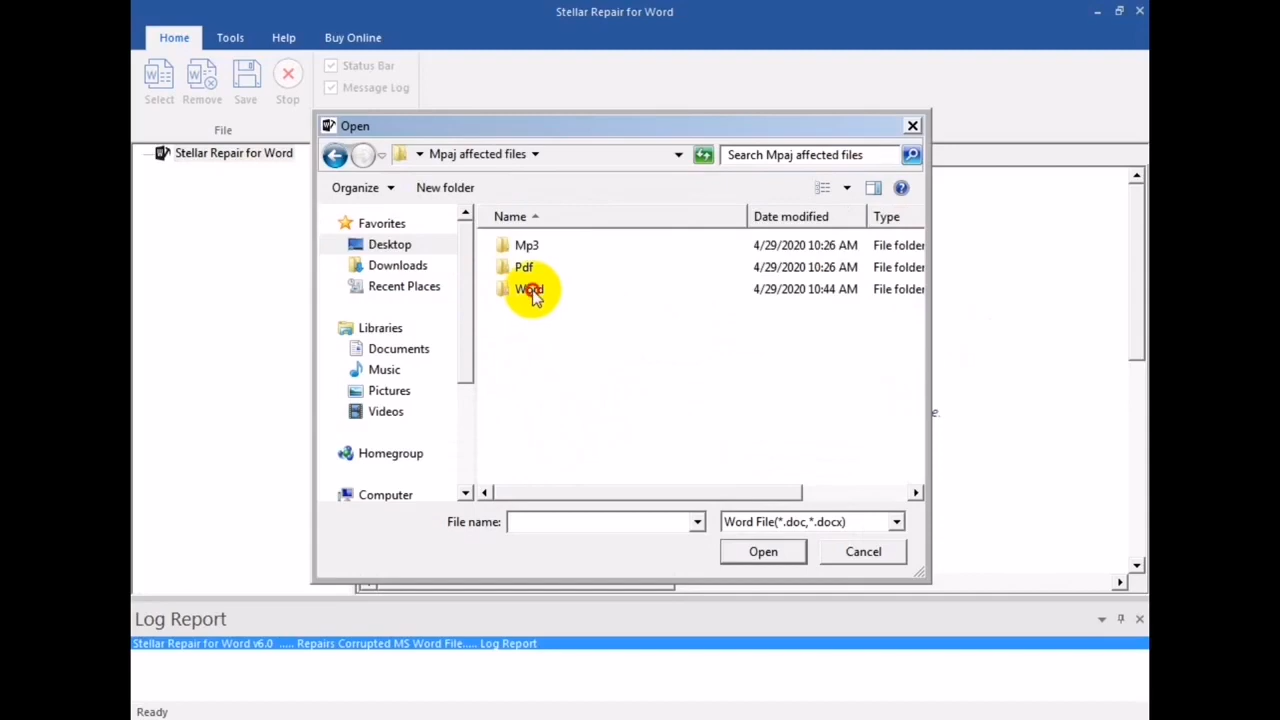 Stellar Repair for Word
Home Tools Help Buy Online
Select Remove Save Stop
Status Bar
Message Log
File
Stellar Repair for Word
Open
Mpaj affected files
Search Mpaj affected files
Organize New folder
Name Date modified Type
Favorites
Desktop
Downloads
Recent Places
Libraries
Documents
Music
Pictures
Videos
Homegroup
Computer
Mp3 4/29/2020 10:26 AM File folder
Pdf 4/29/2020 10:26 AM File folder
Word 4/29/2020 10:44 AM File folder
e.
File name:
Word File(*.doc,*.docx)
Open Cancel
Log Report
Stellar Repair for Word v6.0 ..... Repairs Corrupted MS Word File..... Log Report
Ready